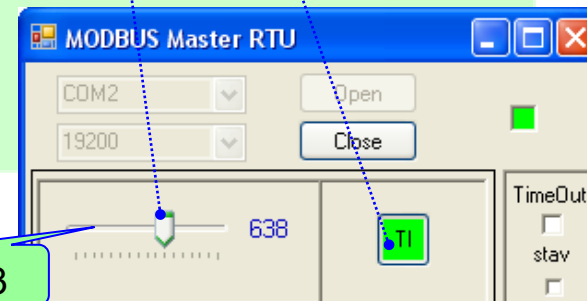 MODBUS Master RTU
COM2
Open
19200
Close
TimeOut
638
TI
stav